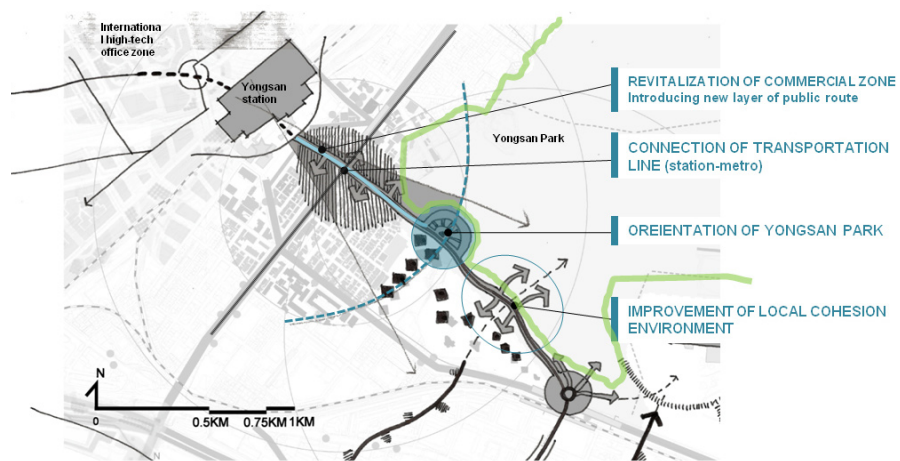 Internationa
l high-tech
office zone
Yongsan
station
Yongsan Park
REVITALIZATION OF COMMERCIAL ZONE
Introducing new layer of public route
CONNECTION OF TRANSPORTATION
LINE (station-metro)
OREIENTATION OF YONGSAN PARK
IMPROVEMENT OF LOCAL COHESION
ENVIRONMENT
N
0 0.5KM 0.75KM 1KM
N